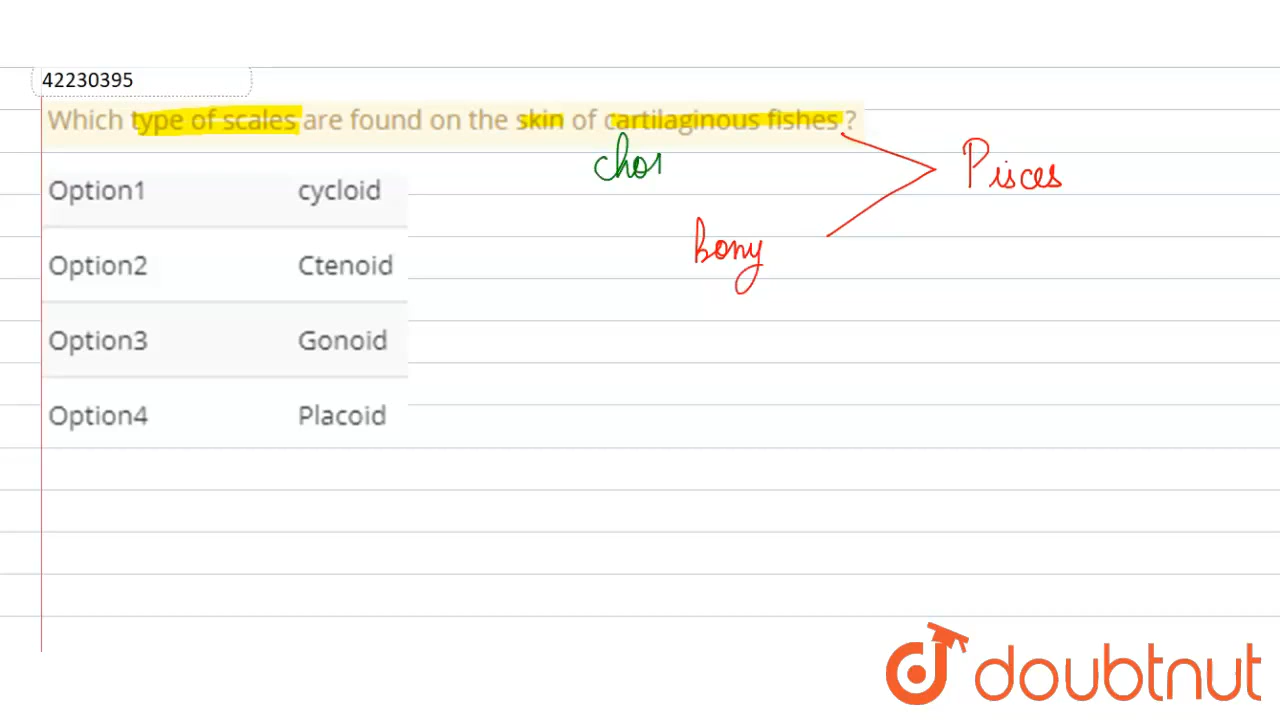 42230395
Which type of scales are found on the skin of cartilaginous fishes ?
chon
Pisces
Option1 cycloid
bony
Option2 Ctenoid
Option3 Gonoid
Option4 Placoid
doubtnut